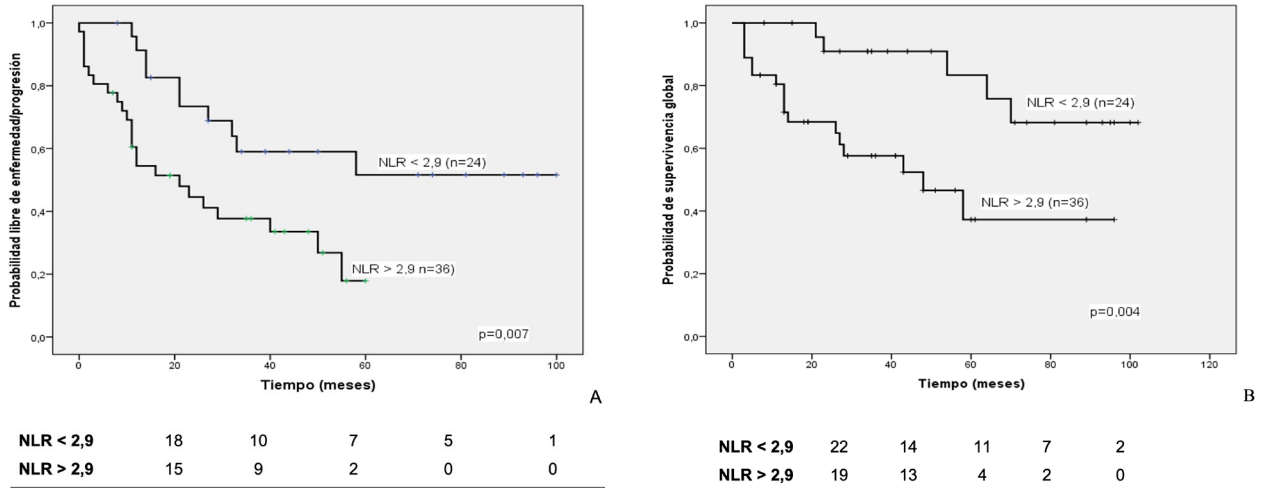 Probabilidad libre de enfermedad/progresión
1,0
0,8
0,6
0,4
0,2
0,0
NLR < 2,9 (n=24)
NLR > 2,9 n=36)
p=0,007
0 20 40 60 80 100
Tiempo (meses)
A
NLR < 2,9 18 10 7 5 1
NLR > 2,9 15 9 2 0 0
Probabilidad de supervivencia global
1,0
0,8
0,6
0,4
0,2
0,0
NLR < 2,9 (n=24)
NLR > 2,9 (n=36)
p=0,004
0 20 40 60 80 100 120
Tiempo (meses)
B
NLR < 2,9 22 14 11 7 2
NLR > 2,9 19 13 4 2 0